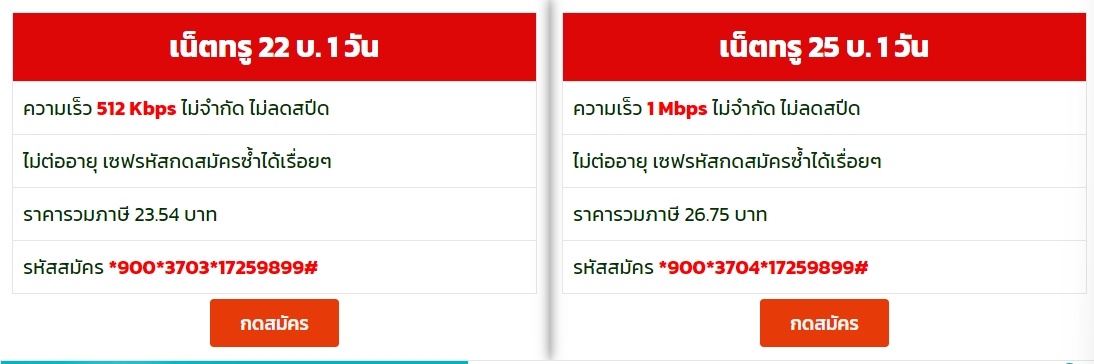 เน็ตทรู 22 บ. 1 วัน
ความเร็ว 512 Kbps ไม่จำกัด ไม่ลดสปีด
ไม่ต่ออายุ เซฟรหัสกดสมัครซ้ำได้เรื่อยๆ
ราคารวมภาษี 23.54 บาท
รหัสสมัคร *900*3703*17259899#
กดสมัคร
เน็ตทรู 25 บ. 1 วัน
ความเร็ว 1 Mbps ไม่จำกัด ไม่ลดสปีด
ไม่ต่ออายุ เซฟรหัสกดสมัครซ้ำได้เรื่อยๆ
ราคารวมภาษี 26.75 บาท
รหัสสมัคร *900*3704*17259899#
กดสมัคร